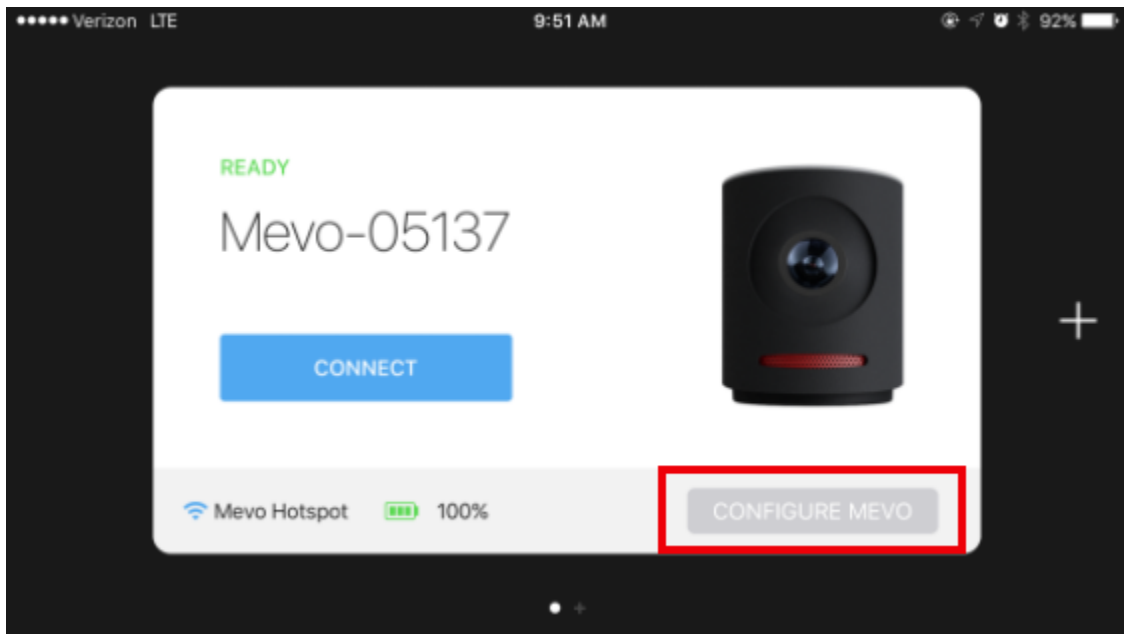 Verizon LTE 9:51 AM 92%
READY
Mevo-05137
CONNECT
Mevo Hotspot 100% CONFIGURE MEVO